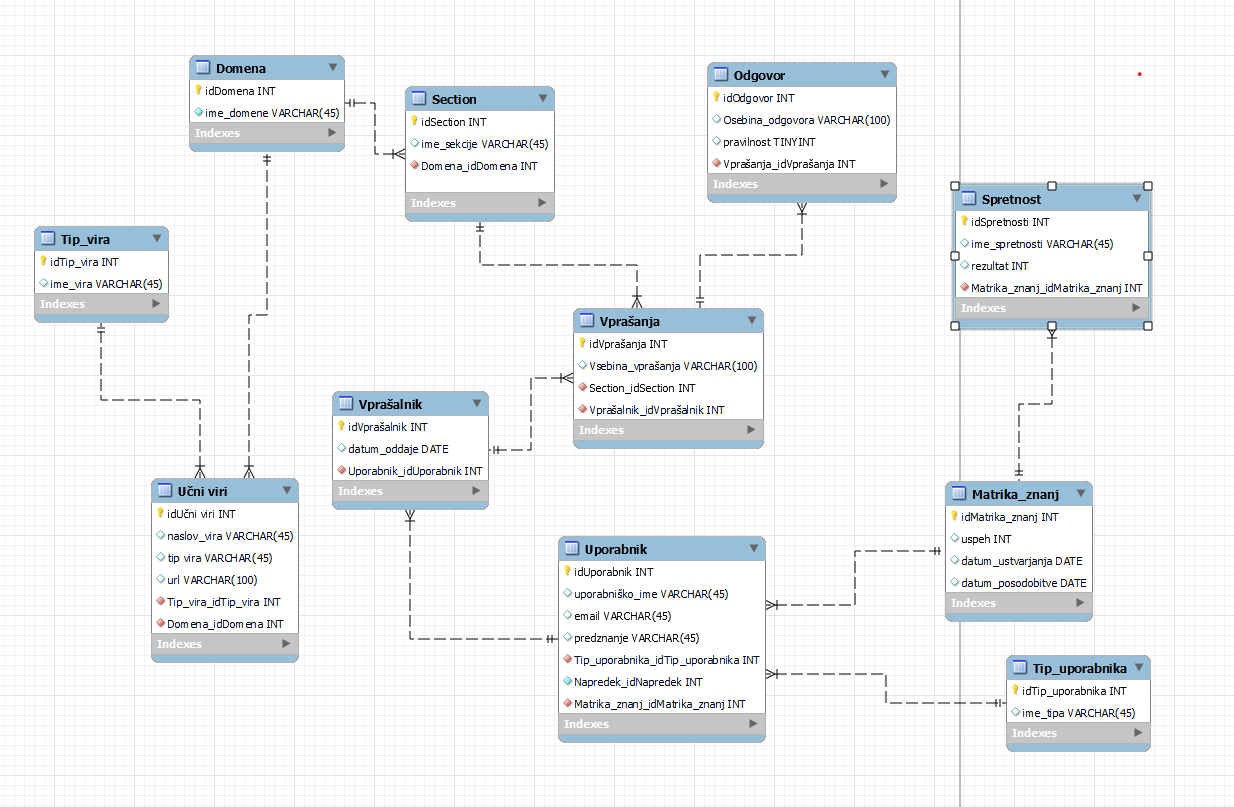 Domena
idDomena INT
ime_domene VARCHAR(45)
Indexes
Section
idSection INT
ime_sekcije VARCHAR(45)
Domena_idDomena INT
Indexes
Odgovor
idOdgovor INT
Osebina_odgovora VARCHAR(100)
pravilnost TINYINT
Vprašanja_idVprašanja INT
Indexes
Spretnost
idSpretnosti INT
ime_spretnosti VARCHAR(45)
rezultat INT
Matrika_znanj_idMatrika_znanj INT
Indexes
Tip_vira
idTip_vira INT
ime_vira VARCHAR(45)
Indexes
Vprašanja
idVprašanja INT
Vsebina_vprašanja VARCHAR(100)
Section_idSection INT
Vprašalnik_idVprašalnik INT
Indexes
Vprašalnik
idVprašalnik INT
datum_oddaje DATE
Uporabnik_idUporabnik INT
Indexes
Učni viri
idUčni viri INT
naslov_vira VARCHAR(45)
tip vira VARCHAR(45)
url VARCHAR(100)
Tip_vira_idTip_vira INT
Domena_idDomena INT
Indexes
Uporabnik
idUporabnik INT
uporabniško_ime VARCHAR(45)
email VARCHAR(45)
predznanje VARCHAR(45)
Tip_uporabnika_idTip_uporabnika INT
Napredek_idNapredek INT
Matrika_znanj_idMatrika_znanj INT
Indexes
Matrika_znanj
idMatrika_znanj INT
uspeh INT
datum_ustvarjanja DATE
datum_posodobitve DATE
Indexes
Tip_uporabnika
idTip_uporabnika INT
ime_tipa VARCHAR(45)
Indexes